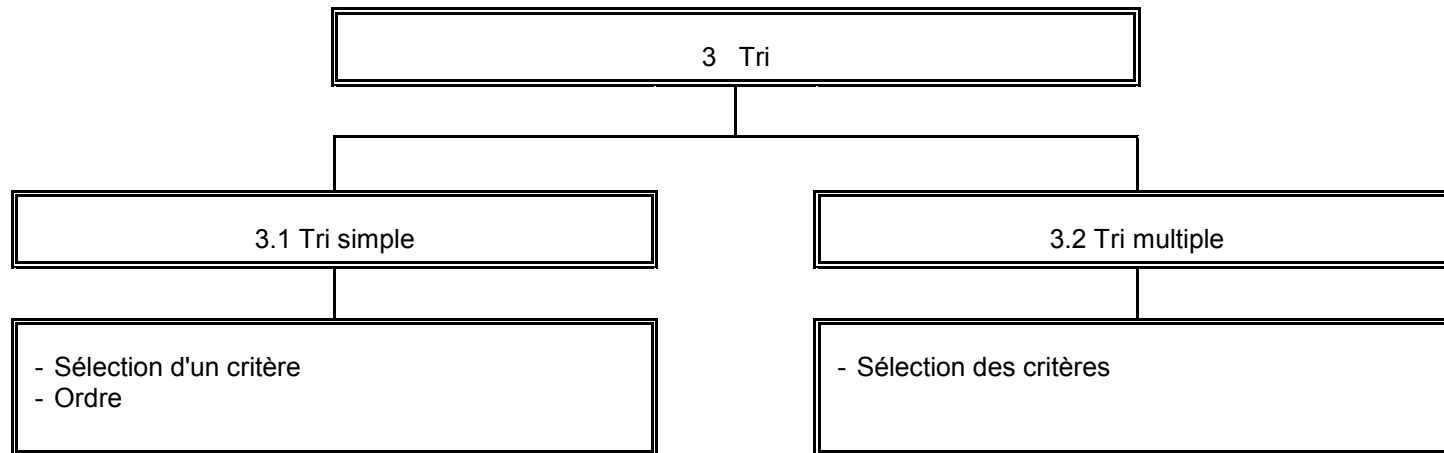 3 Tri
3.1 Tri simple
3.2 Tri multiple
- Sélection d'un critère
- Ordre
- Sélection des critères